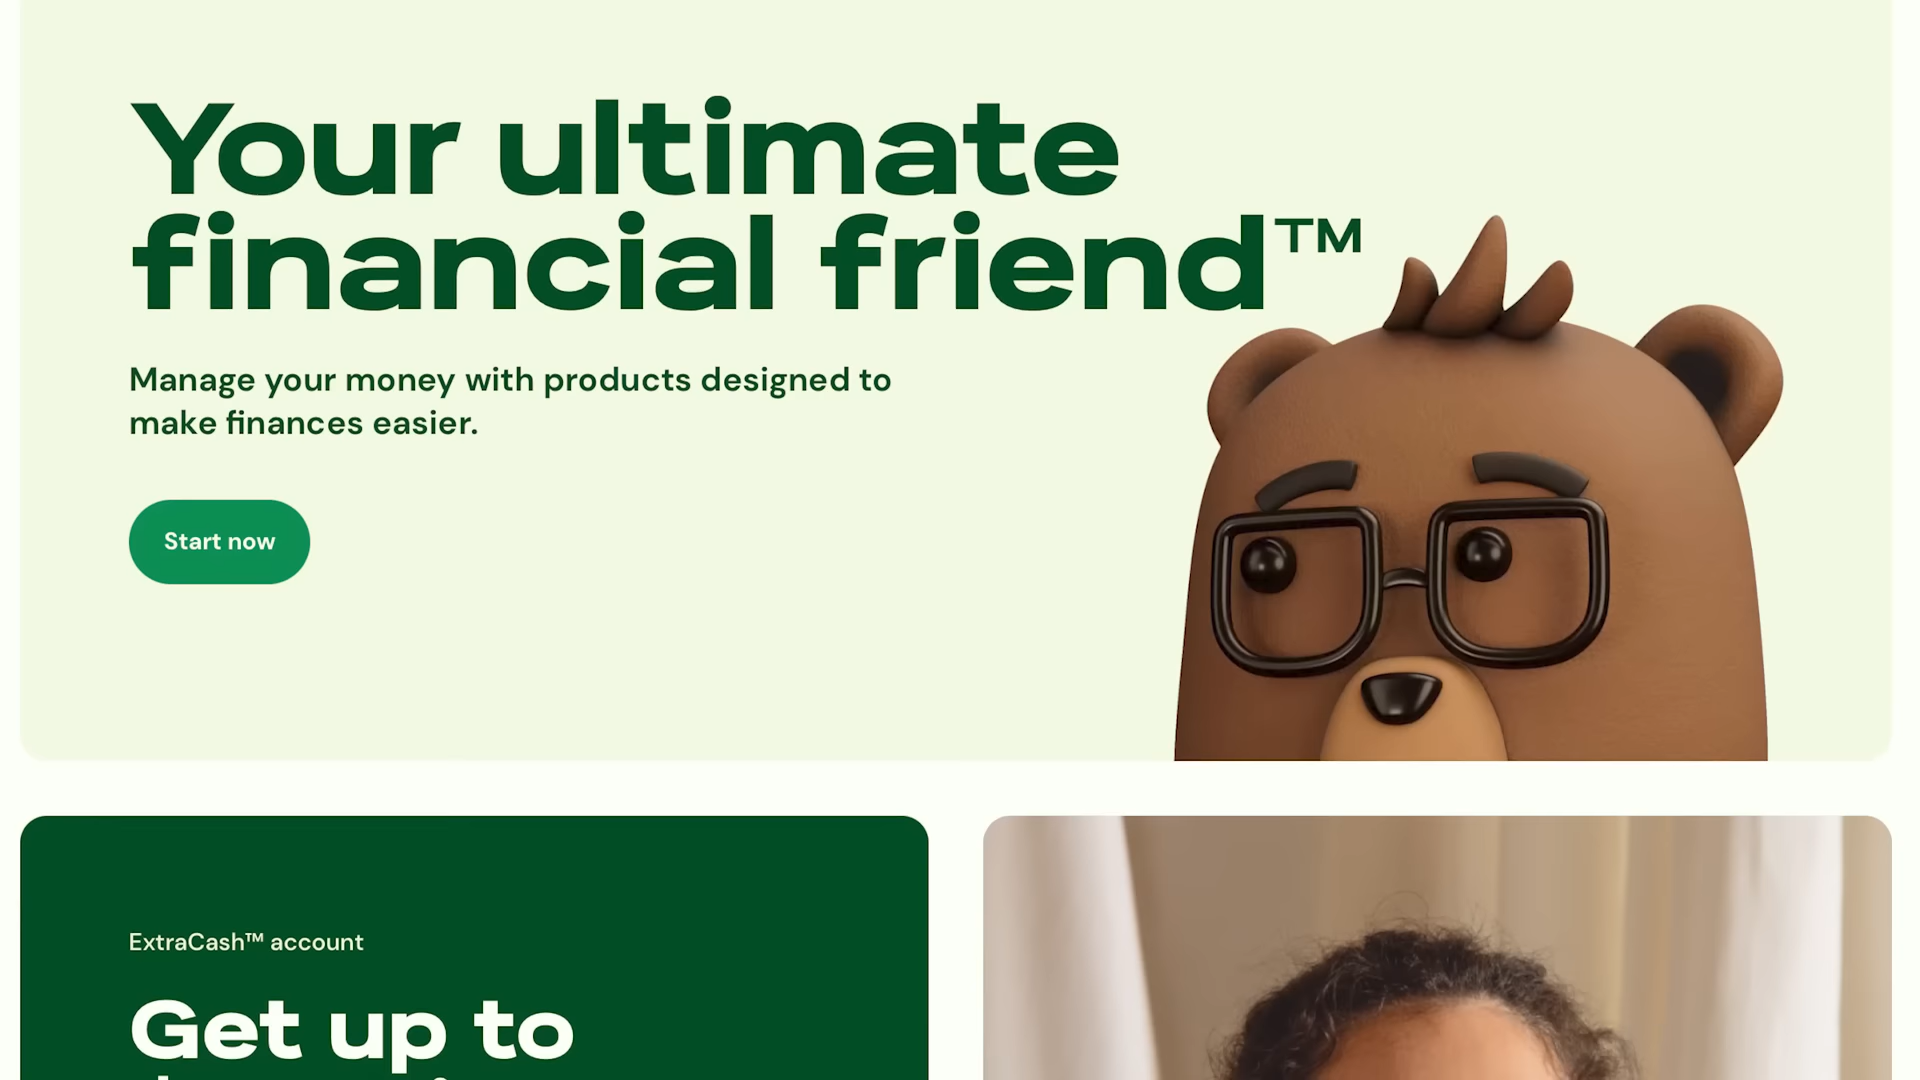 Your ultimate
financial friend™
Manage your money with products designed to
make finances easier.
Start now
ExtraCash™ account
Get up to